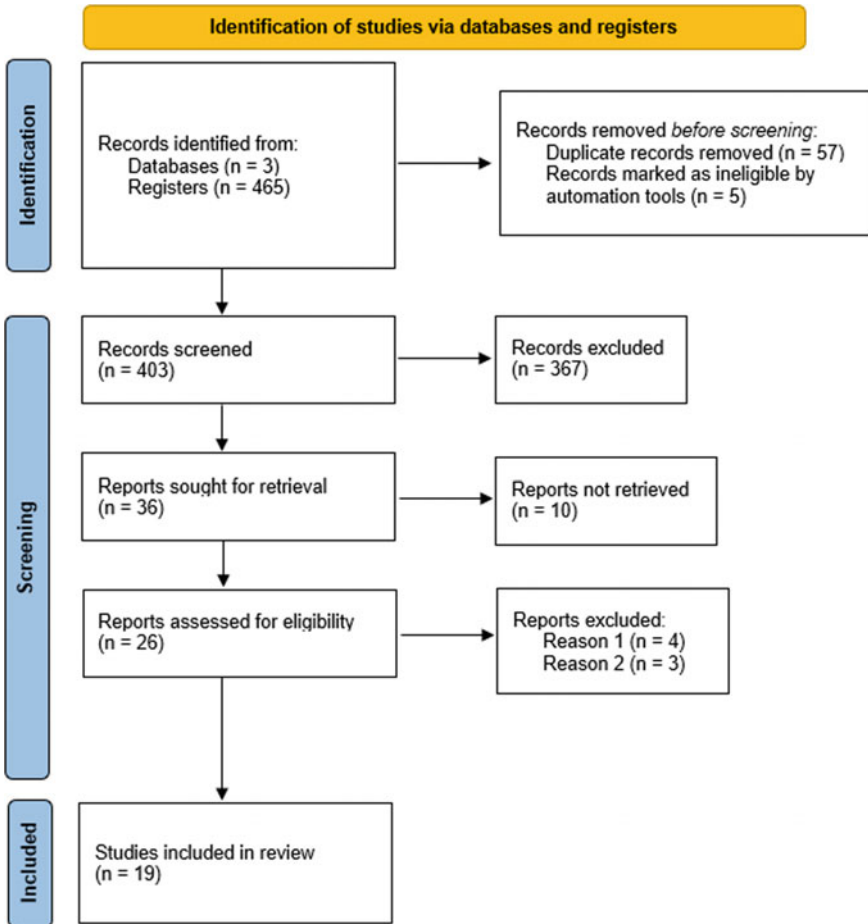 Identification of studies via databases and registers
Identification
Records identified from:
Databases (n = 3)
Registers (n = 465)
Records removed before screening:
Duplicate records removed (n = 57)
Records marked as ineligible by
automation tools (n = 5)
Screening
Records screened
(n = 403)
Records excluded
(n = 367)
Reports sought for retrieval
(n = 36)
Reports not retrieved
(n = 10)
Reports assessed for eligibility
(n = 26)
Reports excluded:
Reason 1 (n = 4)
Reason 2 (n = 3)
Included
Studies included in review
(n = 19)